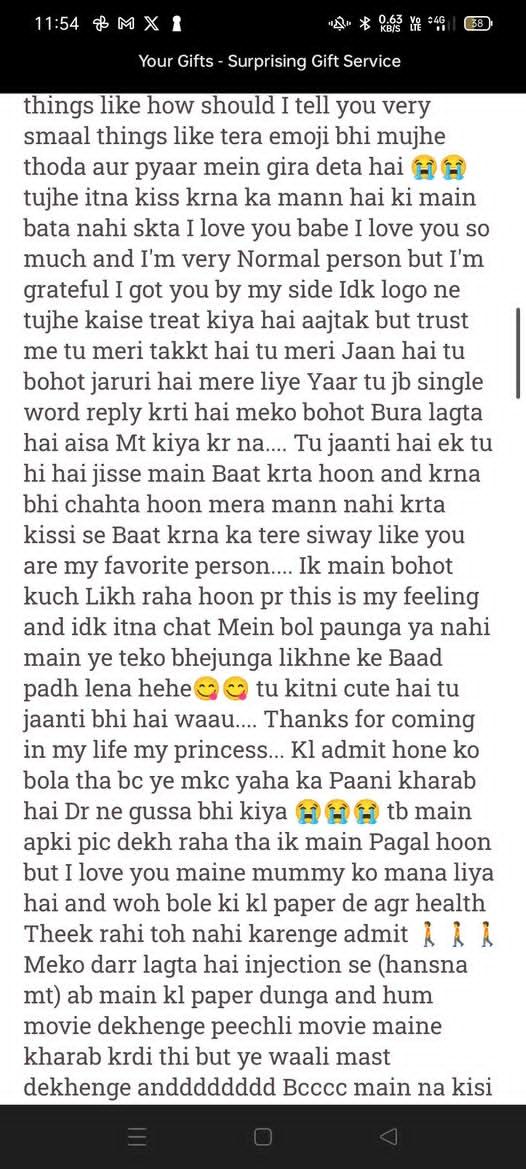 11:54 0.63 KB/S Vo LTE 4G 38
Your Gifts - Surprising Gift Service
things like how should I tell you very
smaal things like tera emoji bhi mujhe
thoda aur pyaar mein gira deta hai 😭😭
tujhe itna kiss krna ka mann hai ki main
bata nahi skta I love you babe I love you so
much and I'm very Normal person but I'm
grateful I got you by my side Idk logo ne
tujhe kaise treat kiya hai aajtak but trust
me tu meri takkt hai tu meri Jaan hai tu
bohot jaruri hai mere liye Yaar tu jb single
word reply krti hai meko bohot Bura lagta
hai aisa Mt kiya kr na.... Tu jaanti hai ek tu
hi hai jisse main Baat krta hoon and krna
bhi chahta hoon mera mann nahi krta
kissi se Baat krna ka tere siway like you
are my favorite person.... Ik main bohot
kuch Likh raha hoon pr this is my feeling
and idk itna chat Mein bol paunga ya nahi
main ye teko bhejunga likhne ke Baad
padh lena hehe😋😋 tu kitni cute hai tu
jaanti bhi hai waau.... Thanks for coming
in my life my princess... Kl admit hone ko
bola tha bc ye mkc yaha ka Paani kharab
hai Dr ne gussa bhi kiya 😭😭😭 tb main
apki pic dekh raha tha ik main Pagal hoon
but I love you maine mummy ko mana liya
hai and woh bole ki kl paper de agr health
Theek rahi toh nahi karenge admit 🚶🚶🚶
Meko darr lagta hai injection se (hansna
mt) ab main kl paper dunga and hum
movie dekhenge peechli movie maine
kharab krdi thi but ye waali mast
dekhenge andddddddd Bcccc main na kisi